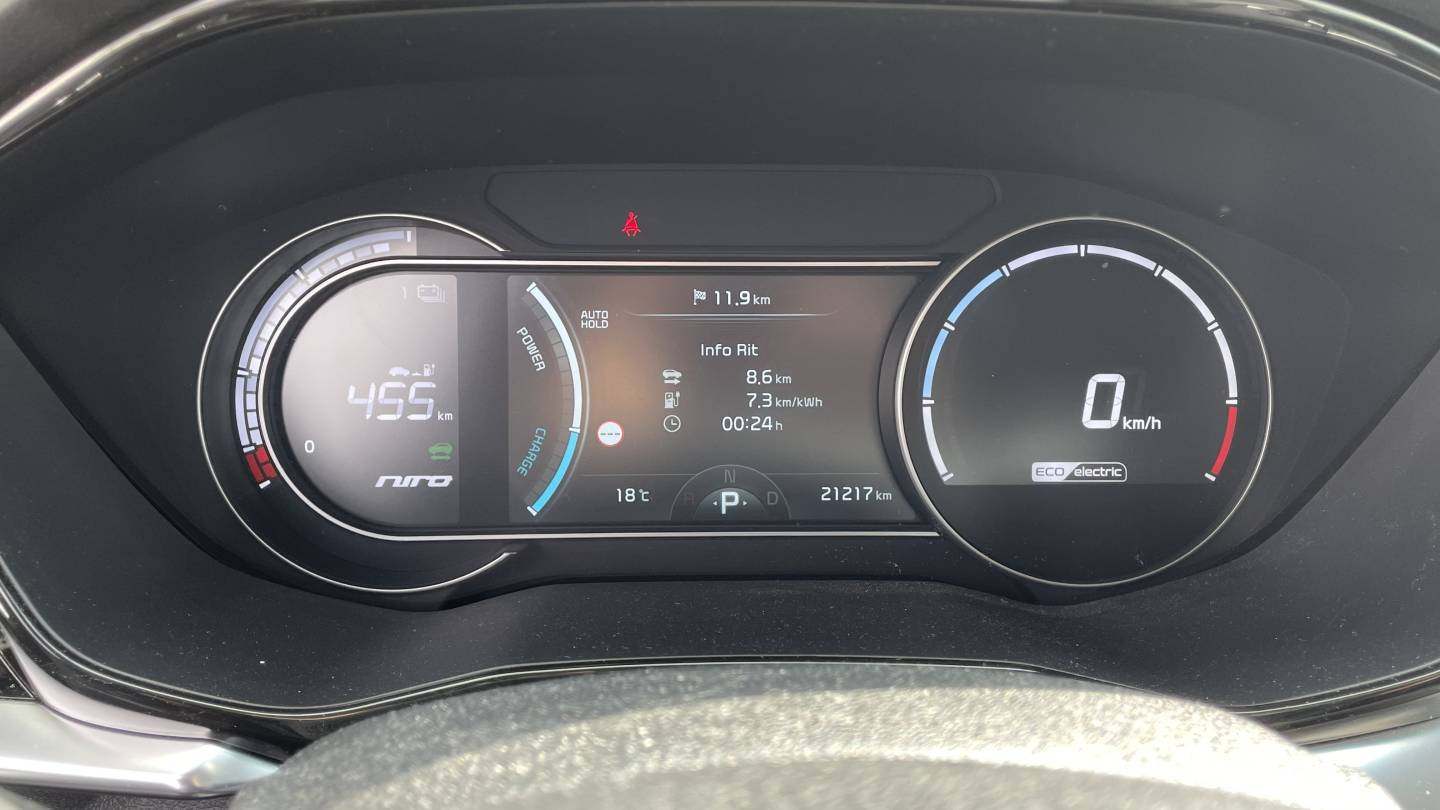 11.9 km
1
AUTO
HOLD
POWER
Info Rit
8.6 km
455 km
7.3 km/kWh
0 km/h
00:24 h
0
CHARGE
ECO electric
niro
N
18°C
R P D
21217 km